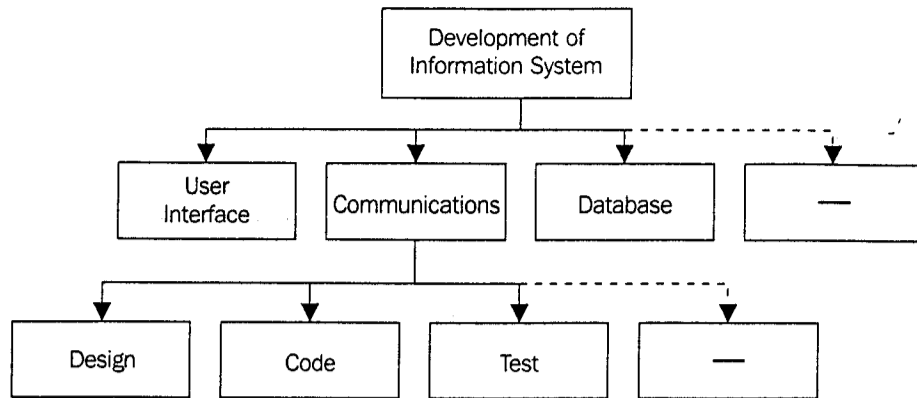 Development of
Information System
User
Interface
Communications
Database
—
Design
Code
Test
—